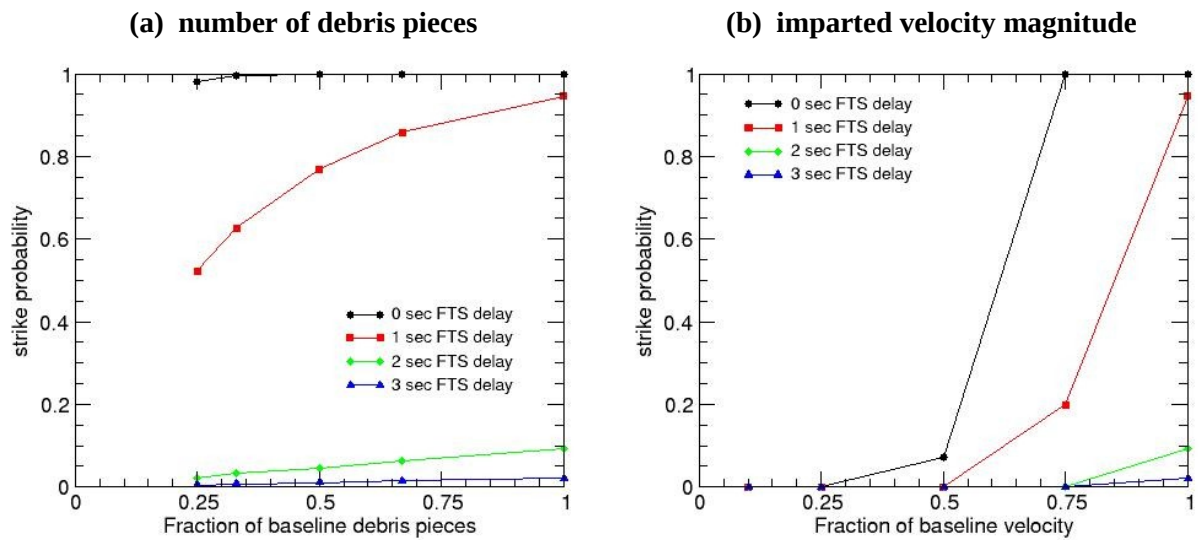 (a) number of debris pieces
1
0.8
0.6
0.4
0.2
0
strike probability
0 sec FTS delay
1 sec FTS delay
2 sec FTS delay
3 sec FTS delay
0 0.25 0.5 0.75 1
Fraction of baseline debris pieces
(b) imparted velocity magnitude
1
0.8
0.6
0.4
0.2
0
strike probability
0 sec FTS delay
1 sec FTS delay
2 sec FTS delay
3 sec FTS delay
0 0.25 0.5 0.75 1
Fraction of baseline velocity